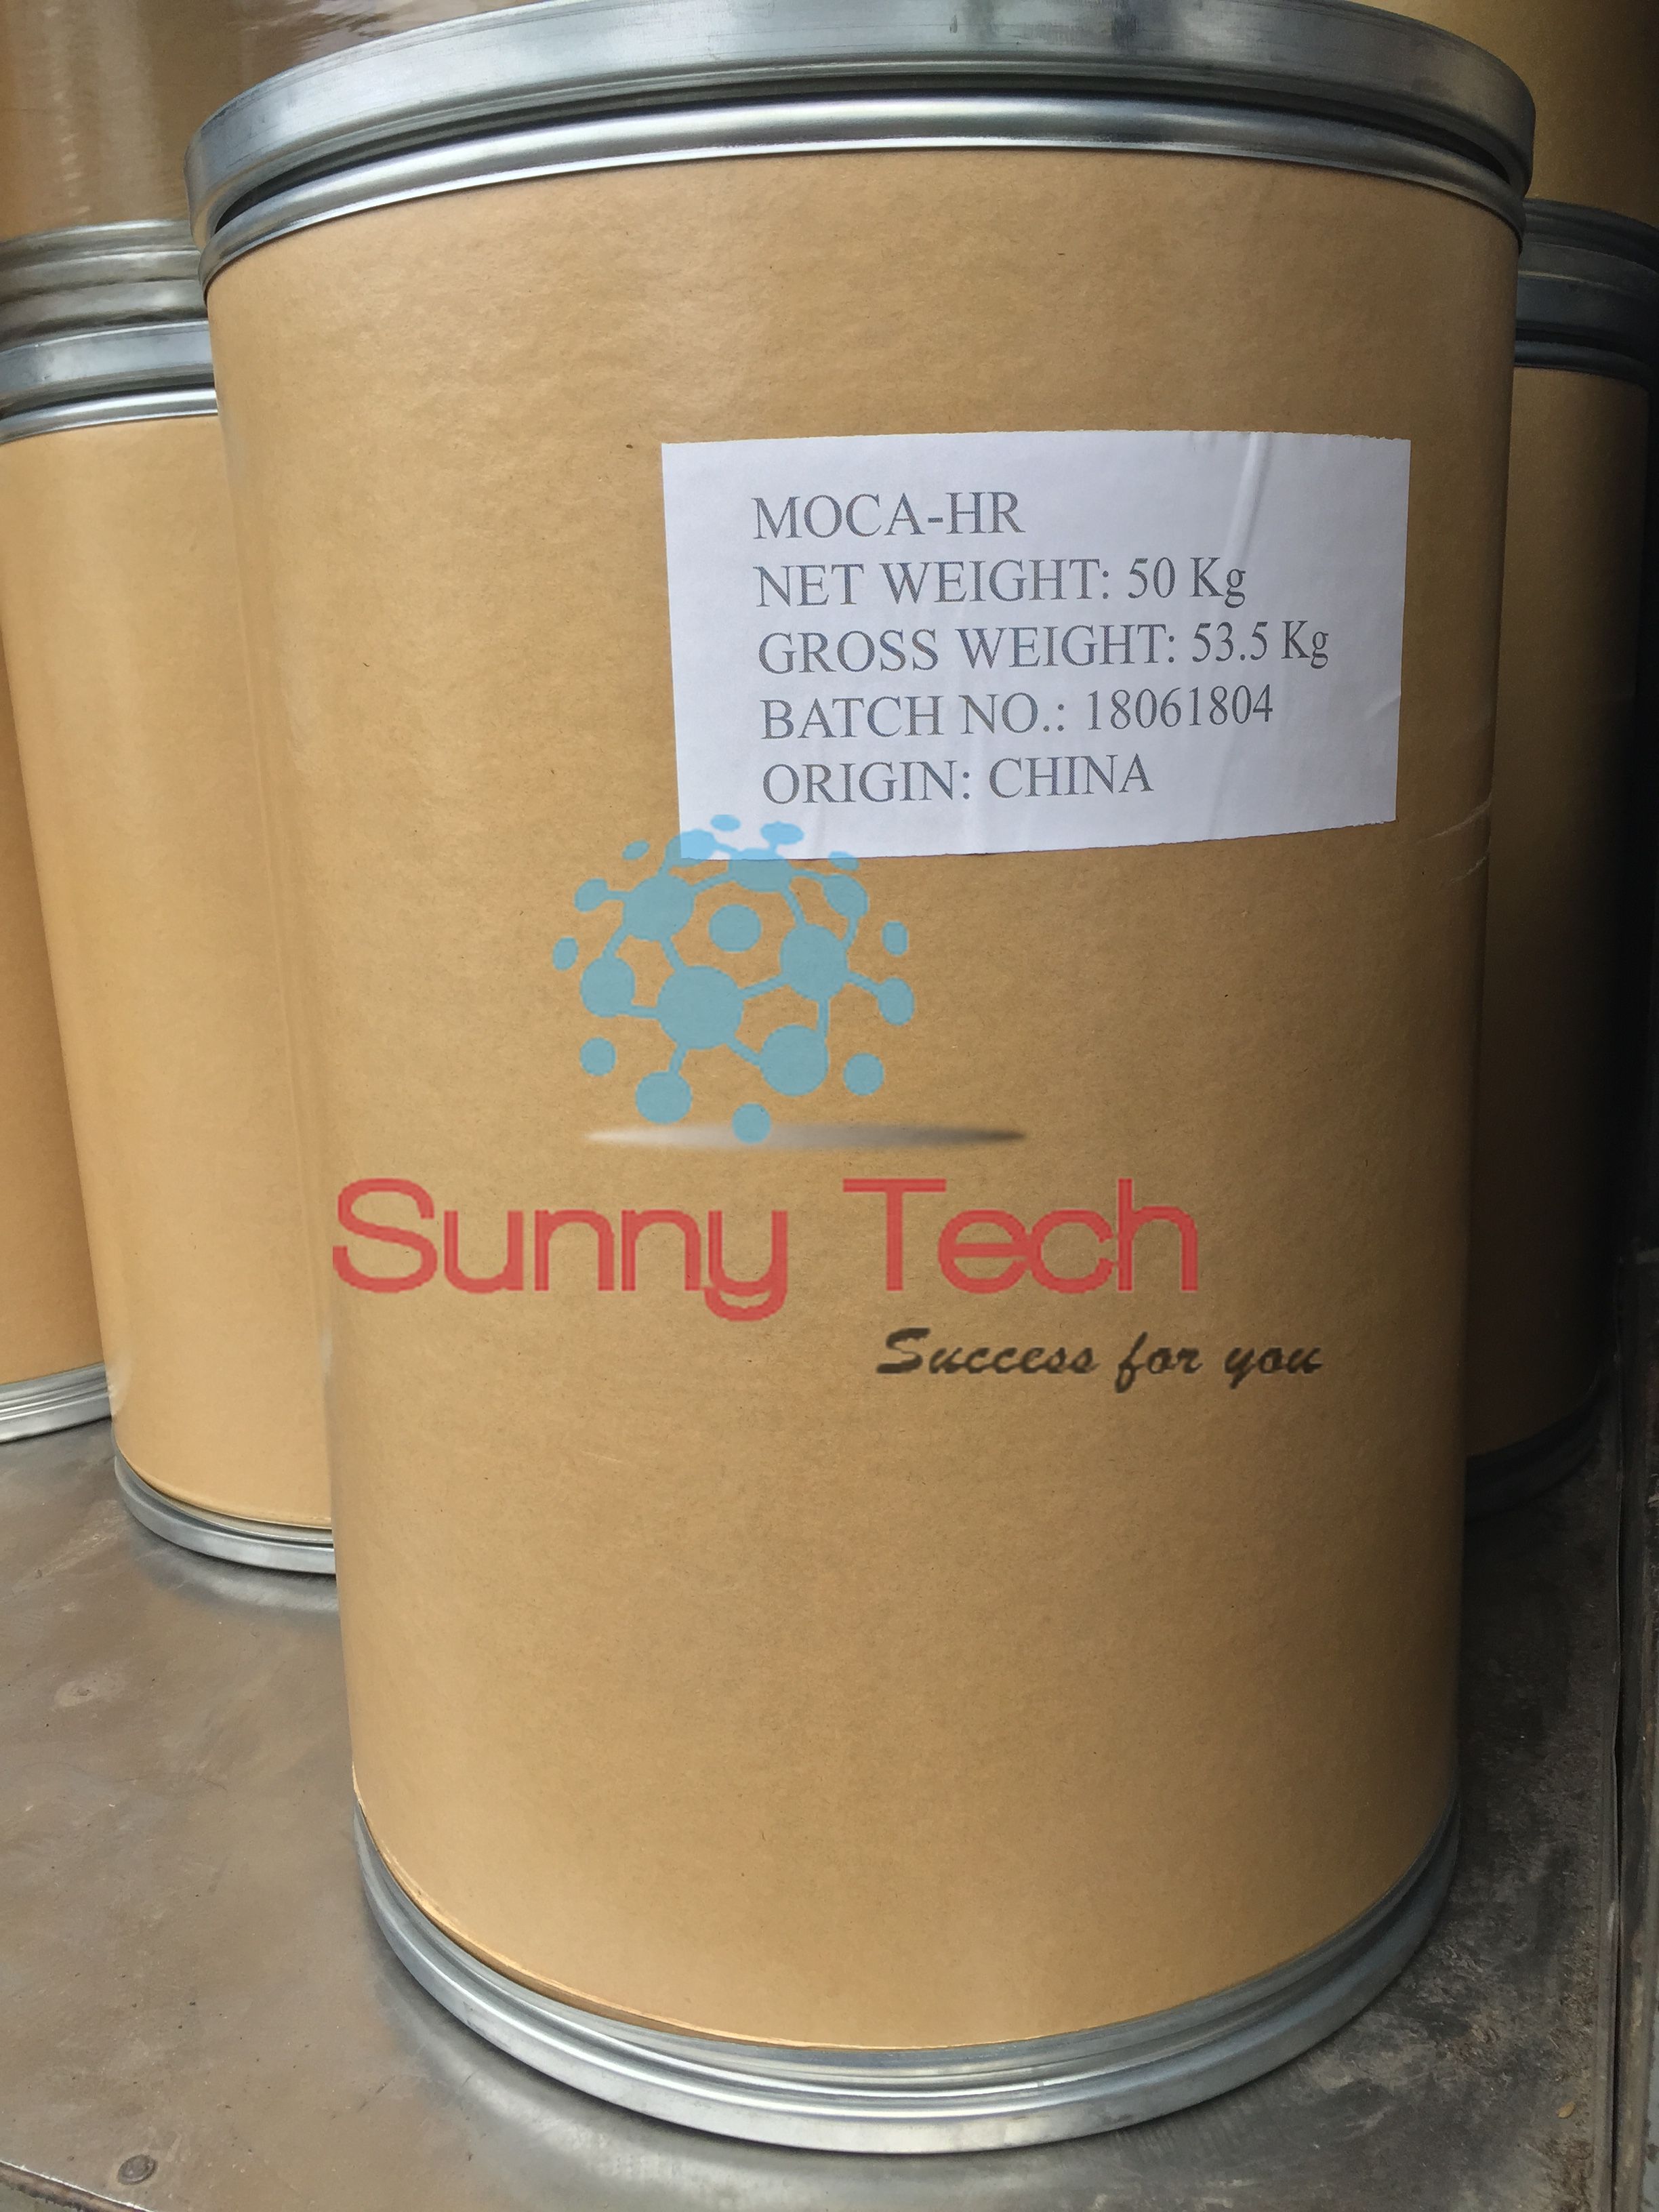 MOCA-HR
NET WEIGHT: 50 Kg
GROSS WEIGHT: 53.5 Kg
BATCH NO.: 18061804
ORIGIN: CHINA
Sunny Tech
Success for you